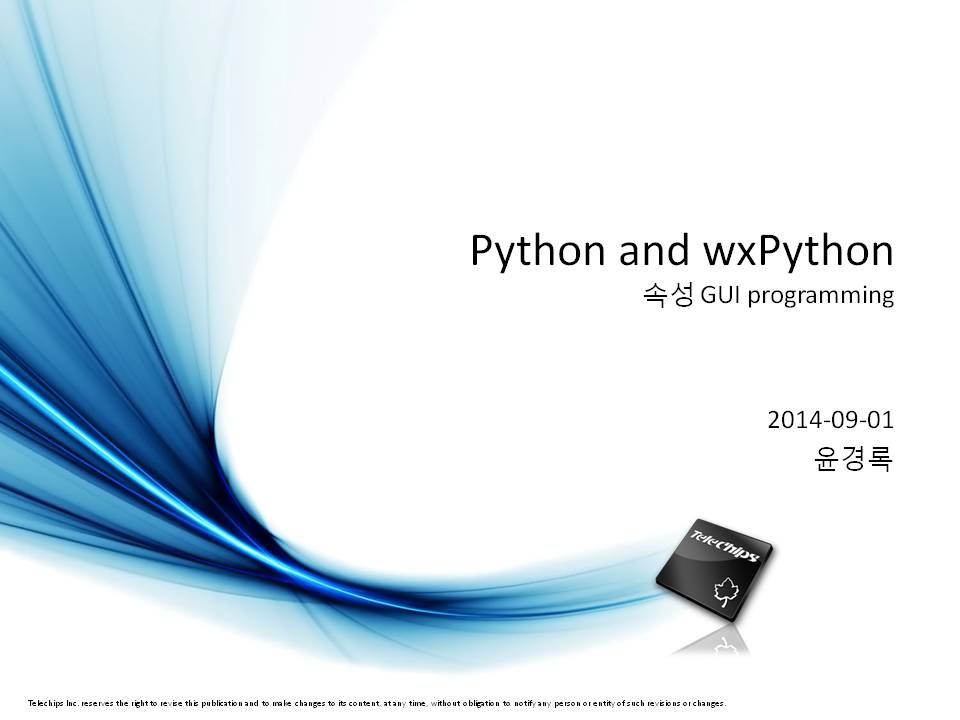 Python and wxPython
속성 GUI programming
2014-09-01
윤경록
Telechips
Telechips Inc. reserves the right to revise this publication and to make changes to its content, at any time, without obligation to notify any person or entity of such revisions or changes.